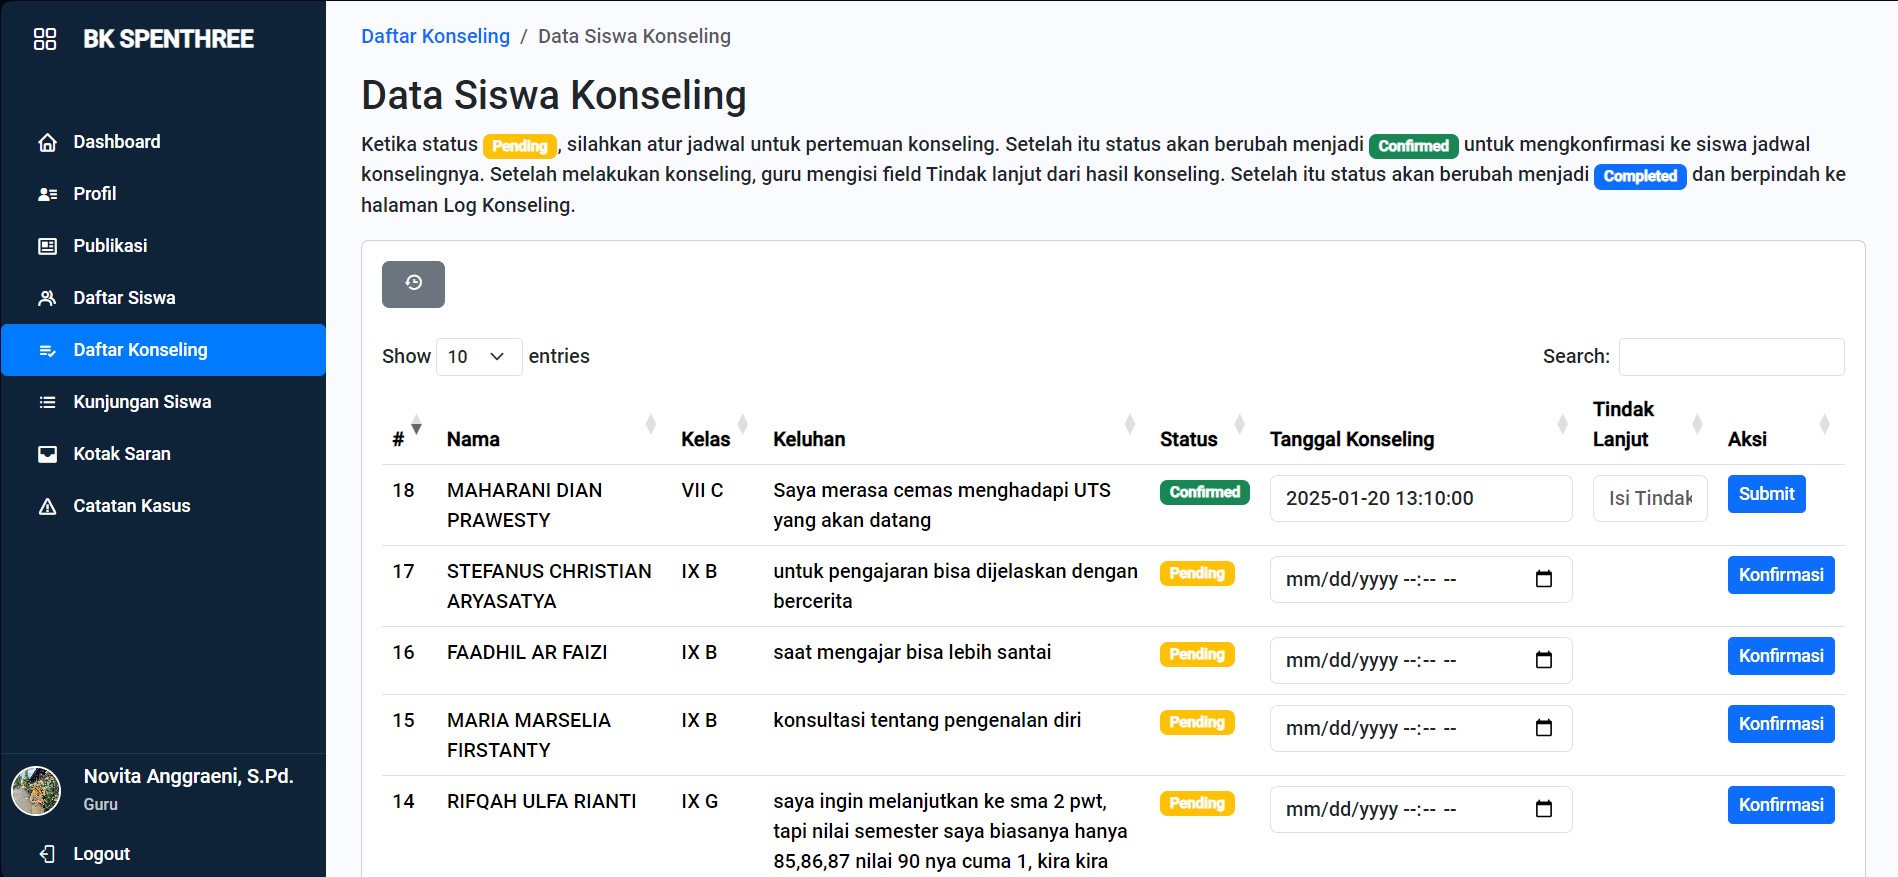 BK SPENTHREE
Dashboard
Profil
Publikasi
Daftar Siswa
Daftar Konseling
Kunjungan Siswa
Kotak Saran
Catatan Kasus
Novita Anggraeni, S.Pd.
Guru
Logout
Daftar Konseling / Data Siswa Konseling
Data Siswa Konseling
Ketika status Pending, silahkan atur jadwal untuk pertemuan konseling. Setelah itu status akan berubah menjadi Confirmed untuk mengkonfirmasi ke siswa jadwal
konselingnya. Setelah melakukan konseling, guru mengisi field Tindak lanjut dari hasil konseling. Setelah itu status akan berubah menjadi Completed dan berpindah ke
halaman Log Konseling.
Show 10 entries
Search:
# Nama Kelas Keluhan Status Tanggal Konseling Tindak Lanjut Aksi
18 MAHARANI DIAN PRAWESTY VII C Saya merasa cemas menghadapi UTS yang akan datang Confirmed 2025-01-20 13:10:00 Isi Tindak Submit
17 STEFANUS CHRISTIAN ARYASATYA IX B untuk pengajaran bisa dijelaskan dengan bercerita Pending mm/dd/yyyy --:-- -- Konfirmasi
16 FAADHIL AR FAIZI IX B saat mengajar bisa lebih santai Pending mm/dd/yyyy --:-- -- Konfirmasi
15 MARIA MARSELIA FIRSTANTY IX B konsultasi tentang pengenalan diri Pending mm/dd/yyyy --:-- -- Konfirmasi
14 RIFQAH ULFA RIANTI IX G saya ingin melanjutkan ke sma 2 pwt, tapi nilai semester saya biasanya hanya 85,86,87 nilai 90 nya cuma 1, kira kira Pending mm/dd/yyyy --:-- -- Konfirmasi